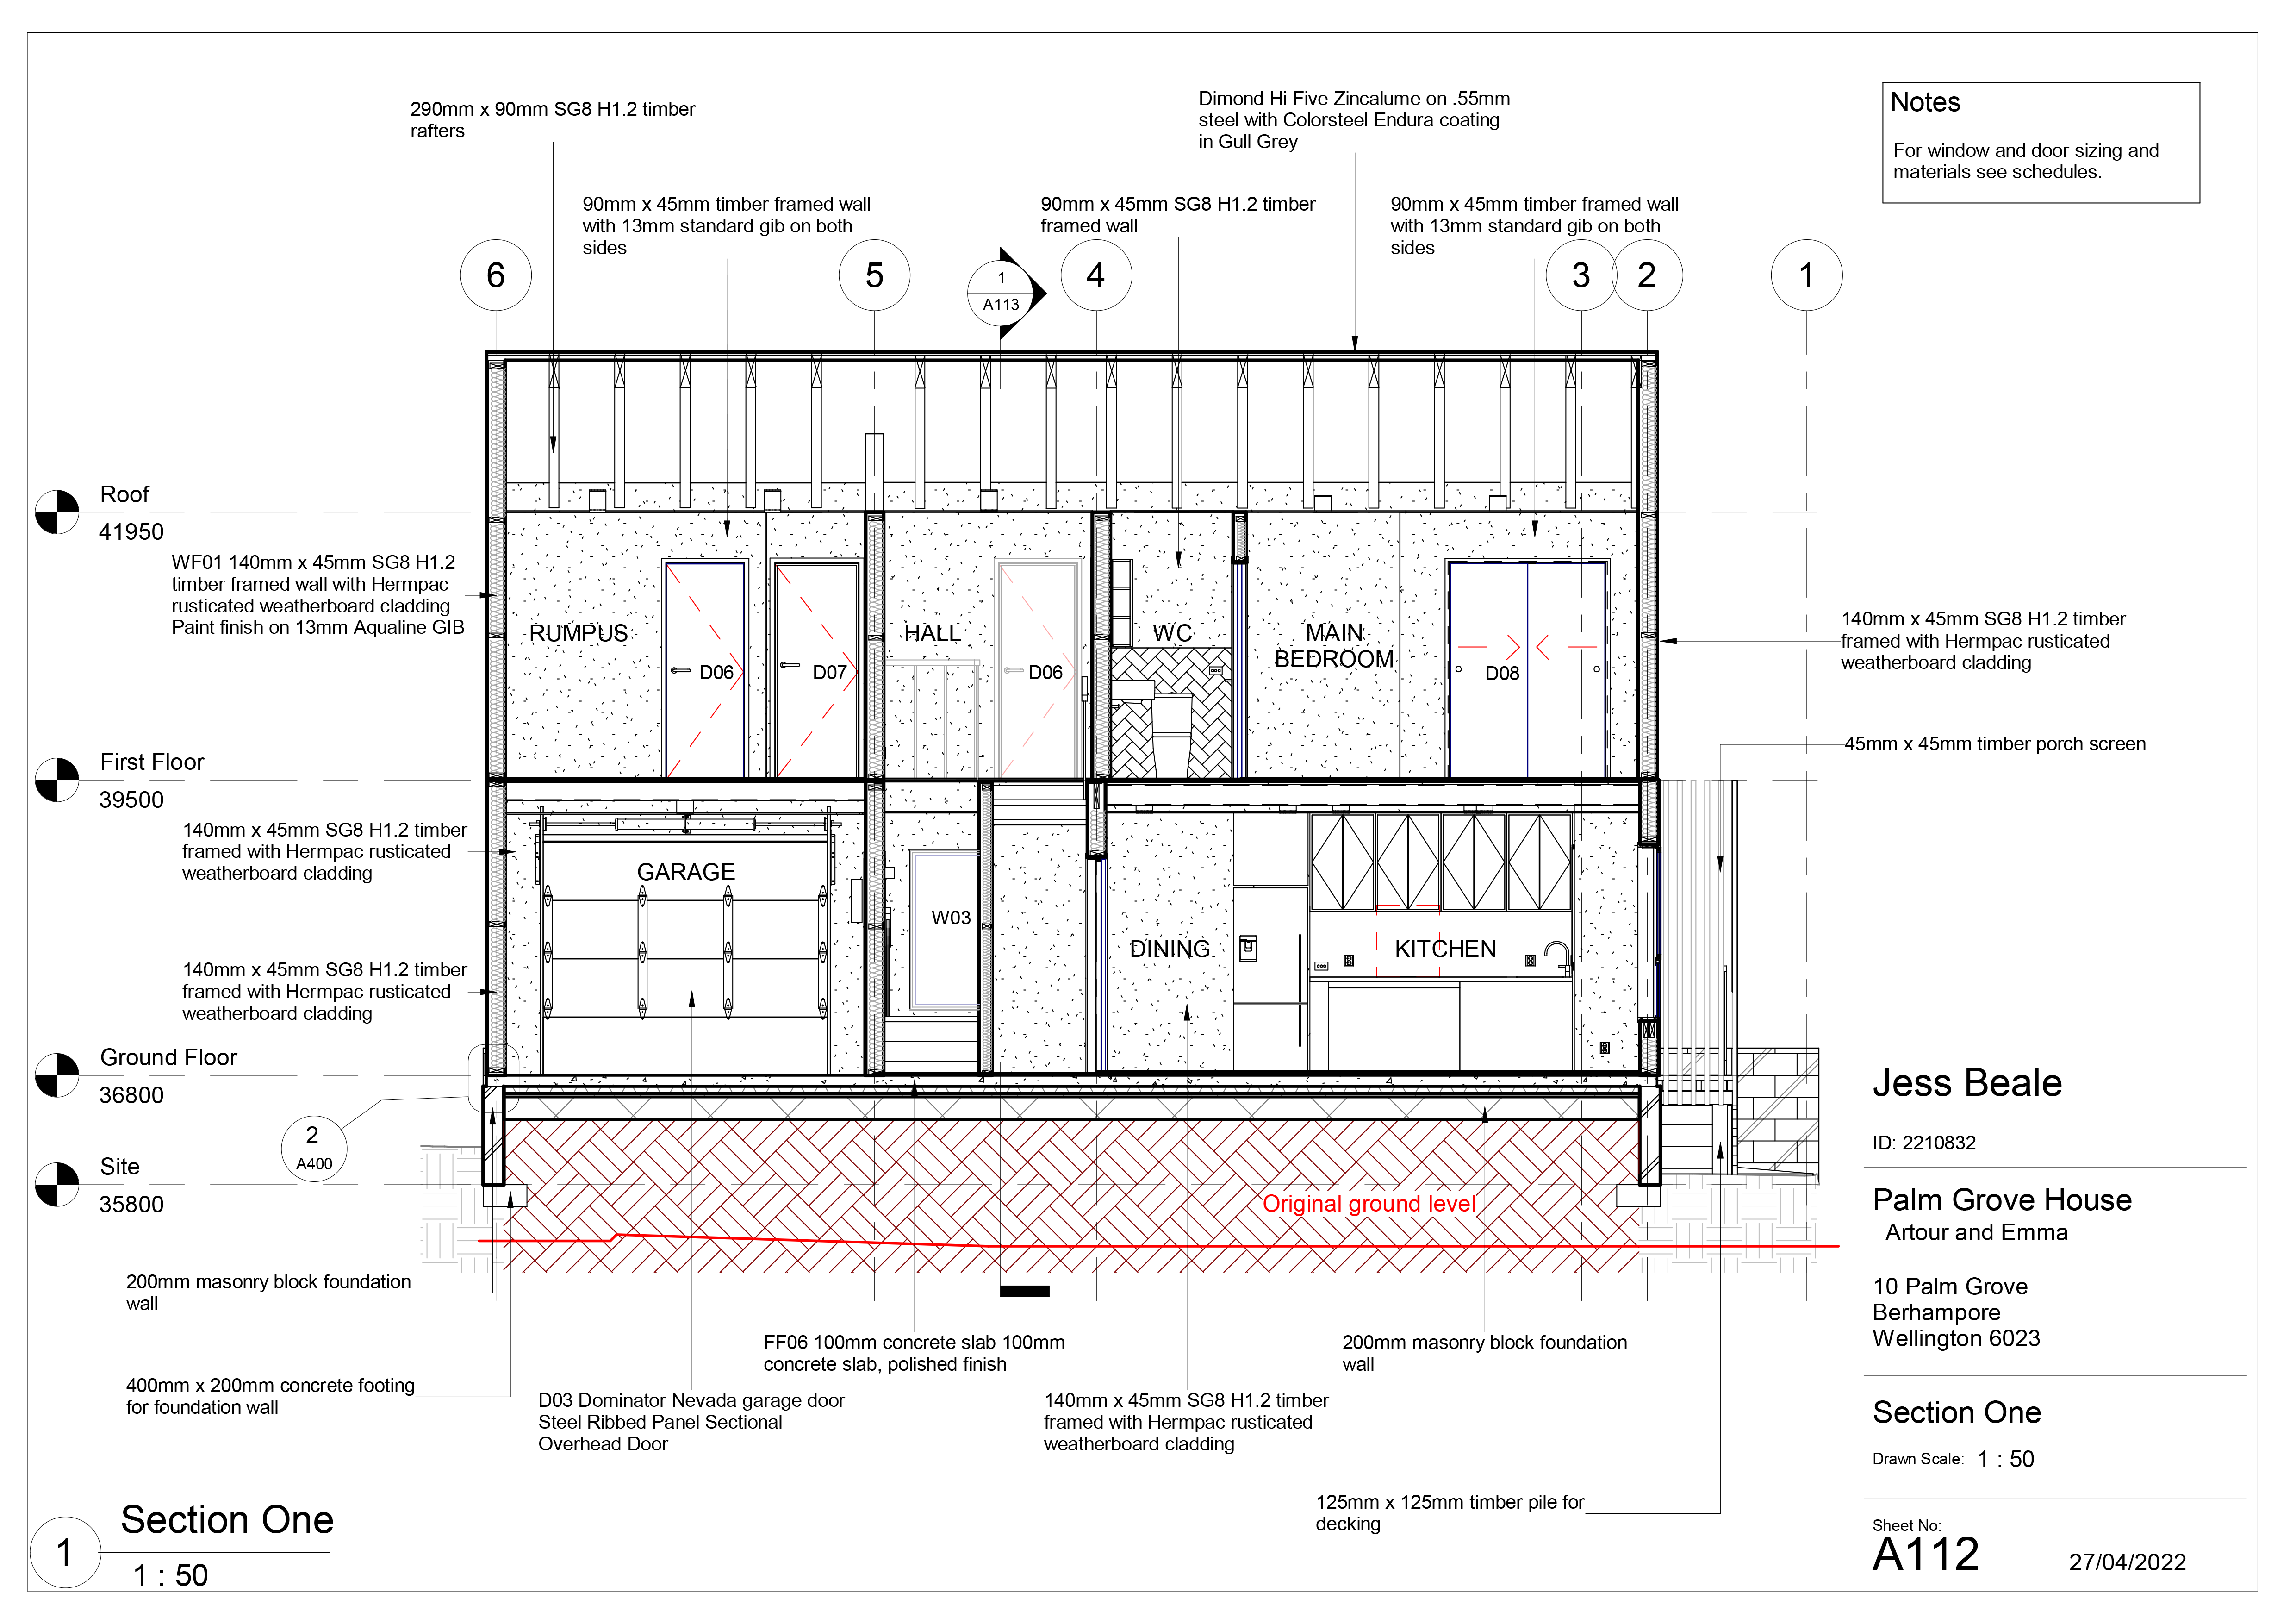 290mm x 90mm SG8 H1.2 timber
rafters
Dimond Hi Five Zincalume on .55mm
steel with Colorsteel Endura coating
in Gull Grey
Notes
For window and door sizing and
materials see schedules.
90mm x 45mm timber framed wall
with 13mm standard gib on both
sides
90mm x 45mm SG8 H1.2 timber
framed wall
90mm x 45mm timber framed wall
with 13mm standard gib on both
sides
6
5
1
A113
4
3
2
1
Roof
41950
WF01 140mm x 45mm SG8 H1.2
timber framed wall with Hermpac
rusticated weatherboard cladding
Paint finish on 13mm Aqualine GIB
RUMPUS
D06
D07
HALL
D06
WC
MAIN
BEDROOM
D08
140mm x 45mm SG8 H1.2 timber
framed with Hermpac rusticated
weatherboard cladding
45mm x 45mm timber porch screen
First Floor
39500
140mm x 45mm SG8 H1.2 timber
framed with Hermpac rusticated
weatherboard cladding
GARAGE
W03
DINING
KITCHEN
140mm x 45mm SG8 H1.2 timber
framed with Hermpac rusticated
weatherboard cladding
Ground Floor
36800
2
A400
Site
35800
Original ground level
200mm masonry block foundation
wall
400mm x 200mm concrete footing
for foundation wall
FF06 100mm concrete slab 100mm
concrete slab, polished finish
D03 Dominator Nevada garage door
Steel Ribbed Panel Sectional
Overhead Door
140mm x 45mm SG8 H1.2 timber
framed with Hermpac rusticated
weatherboard cladding
200mm masonry block foundation
wall
125mm x 125mm timber pile for
decking
1
Section One
1 : 50
Jess Beale
ID: 2210832
Palm Grove House
Artour and Emma
10 Palm Grove
Berhampore
Wellington 6023
Section One
Drawn Scale: 1 : 50
Sheet No:
A112
27/04/2022